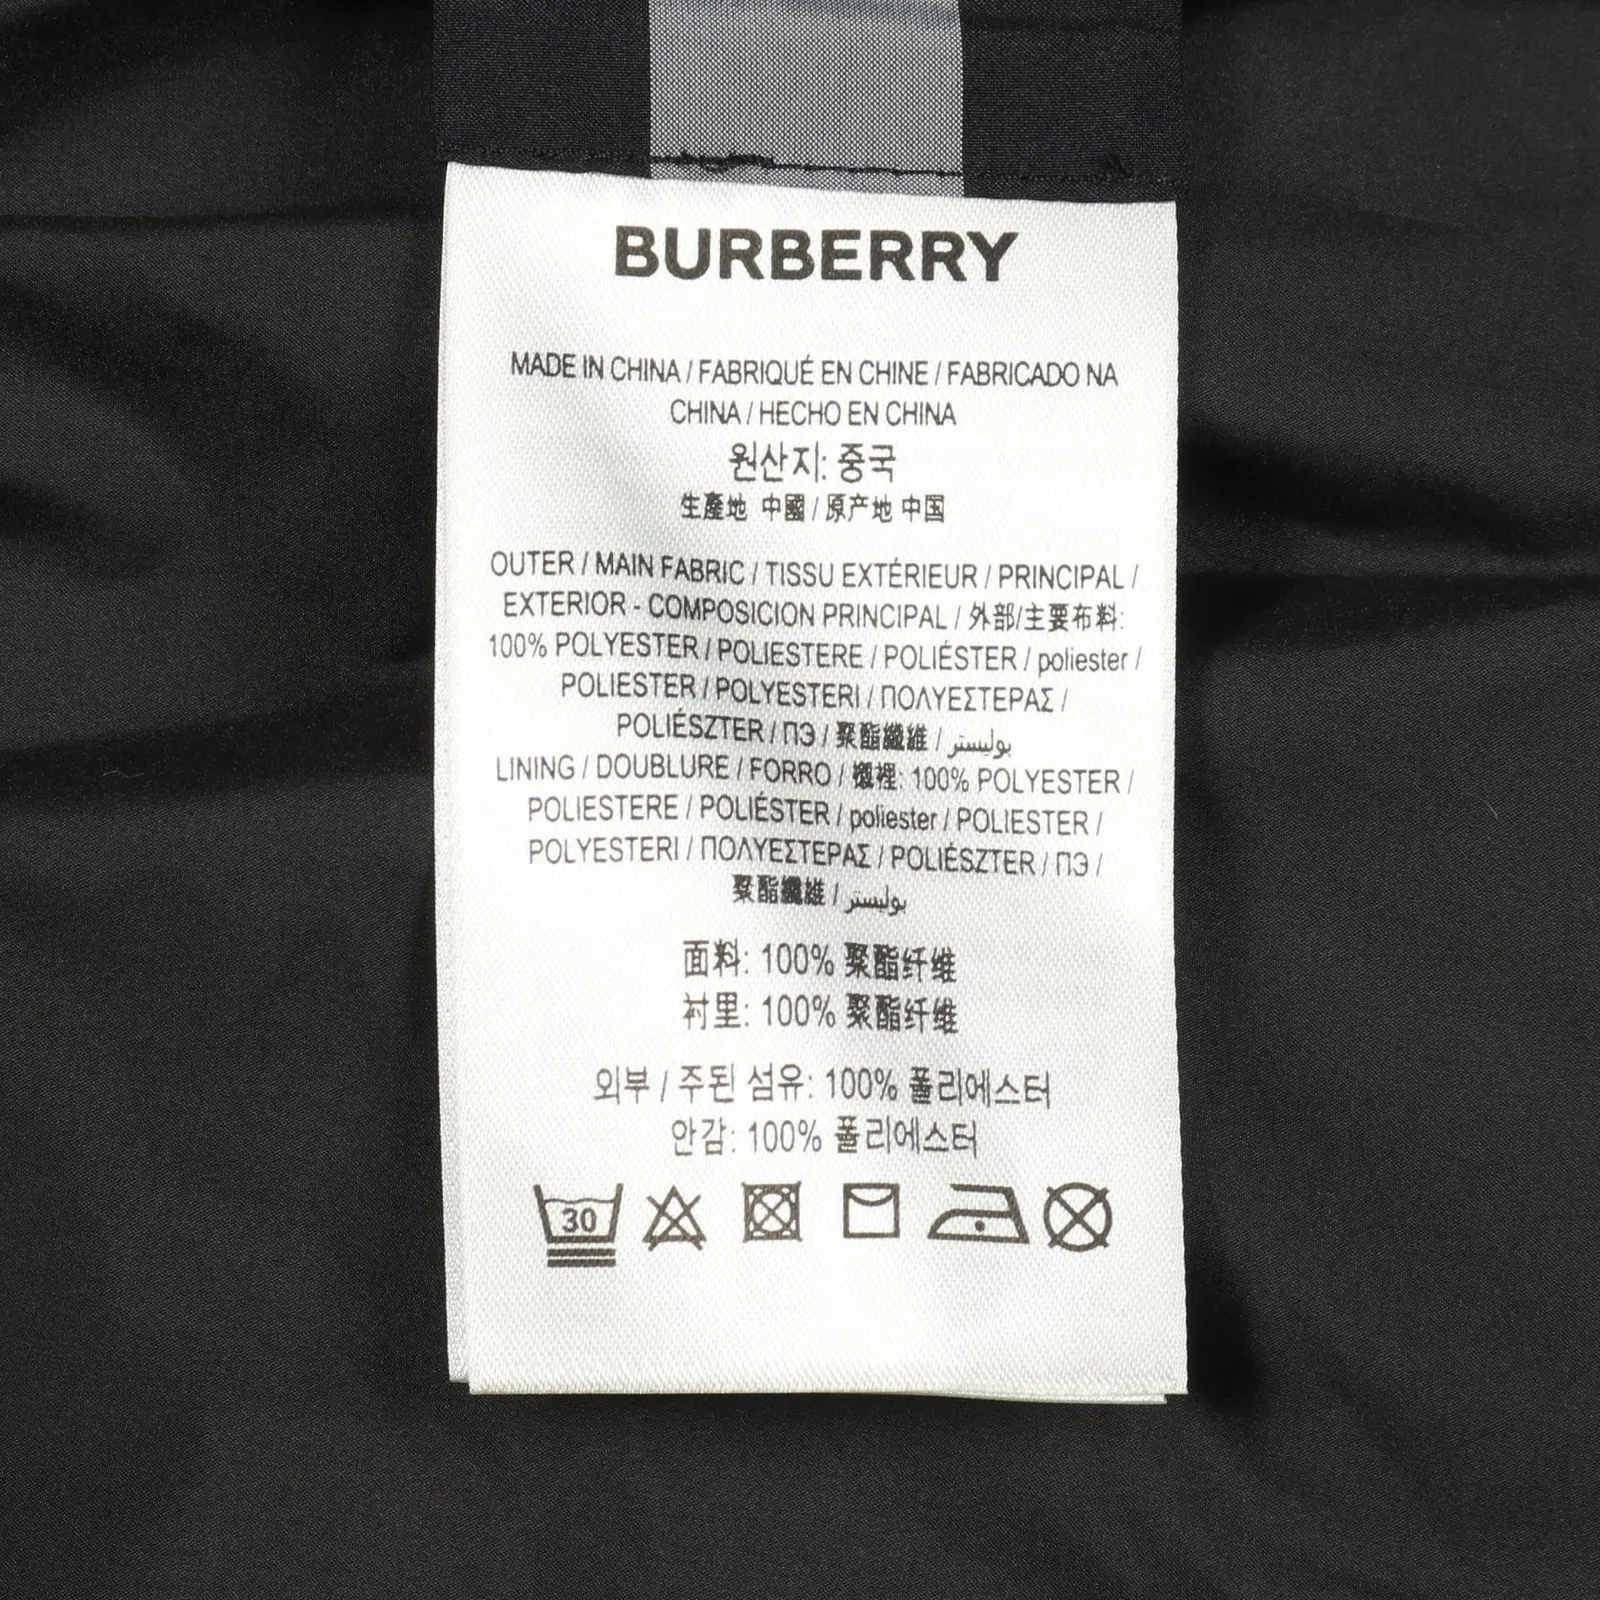 BURBERRY
MADE IN CHINA / FABRIQUÉ EN CHINE / FABRICADO NA
CHINA / HECHO EN CHINA
원산지: 중국
生產地 中國 / 原产地 中国
OUTER / MAIN FABRIC / TISSU EXTÉRIEUR / PRINCIPAL /
EXTERIOR - COMPOSICION PRINCIPAL / 外部/主要布料:
100% POLYESTER / POLIESTERE / POLIÉSTER / poliester /
POLIESTER / POLYESTERI / ΠΟΛΥΕΣΤΕΡΑΣ /
POLIÉSZTER / ПЭ / 聚酯纖維 / بوليستر
LINING / DOUBLURE / FORRO / 襯裡: 100% POLYESTER /
POLIESTERE / POLIÉSTER / poliester / POLIESTER /
POLYESTERI / ΠΟΛΥΕΣΤΕΡΑΣ / POLIÉSZTER / ПЭ /
聚酯纖維 / بوليستر
面料: 100% 聚酯纤维
衬里: 100% 聚酯纤维
외부 / 주된 섬유: 100% 폴리에스터
안감: 100% 폴리에스터
30